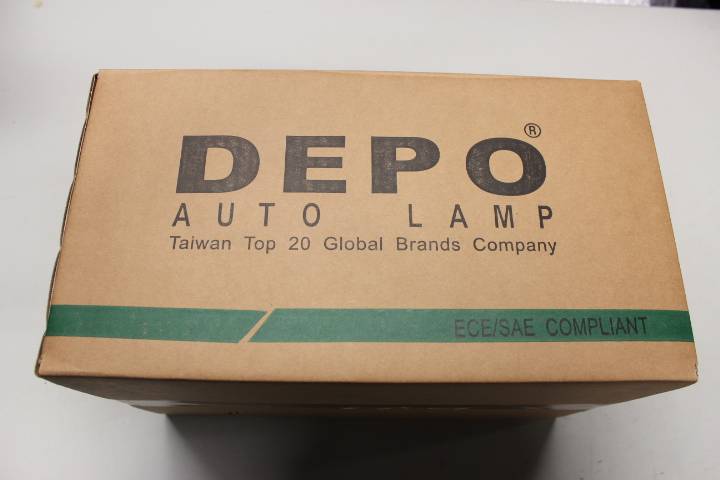 DEPO®
AUTO LAMP
Taiwan Top 20 Global Brands Company
ECE/SAE COMPLIANT